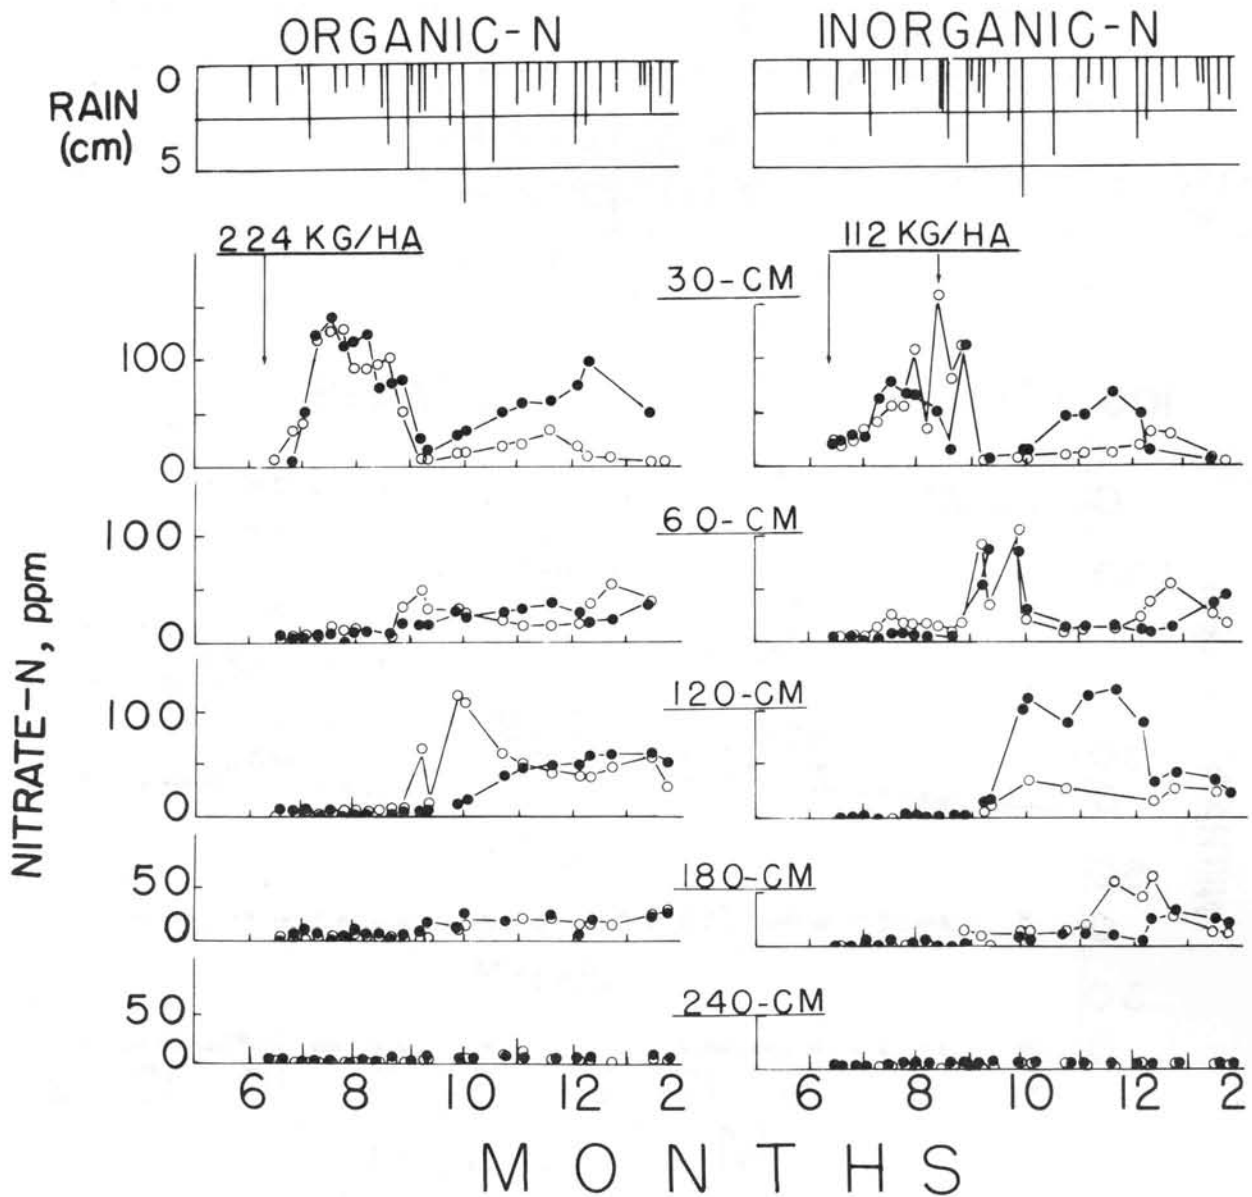 ORGANIC-N
INORGANIC-N
RAIN
(cm)
0
5
224 KG/HA
112 KG/HA
30-CM
100
0
60-CM
100
0
120-CM
100
0
180-CM
50
0
240-CM
50
0
NITRATE-N, ppm
6 8 10 12 2
6 8 10 12 2
MONTHS